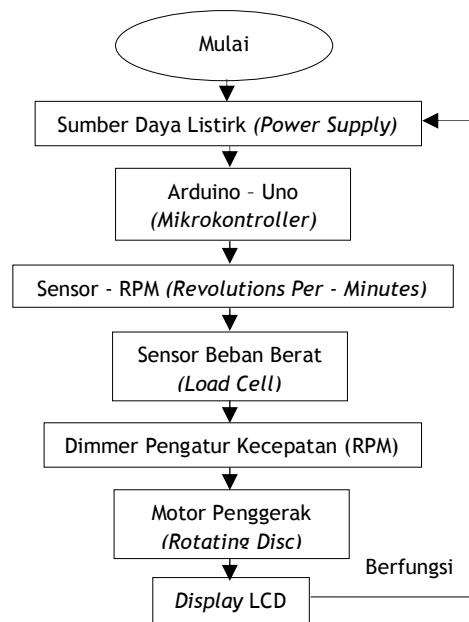 Mulai
Sumber Daya Listirk (Power Supply)
Arduino – Uno
(Mikrokontroller)
Sensor - RPM (Revolutions Per - Minutes)
Sensor Beban Berat
(Load Cell)
Dimmer Pengatur Kecepatan (RPM)
Motor Penggerak
(Rotating Disc)
Berfungsi
Display LCD